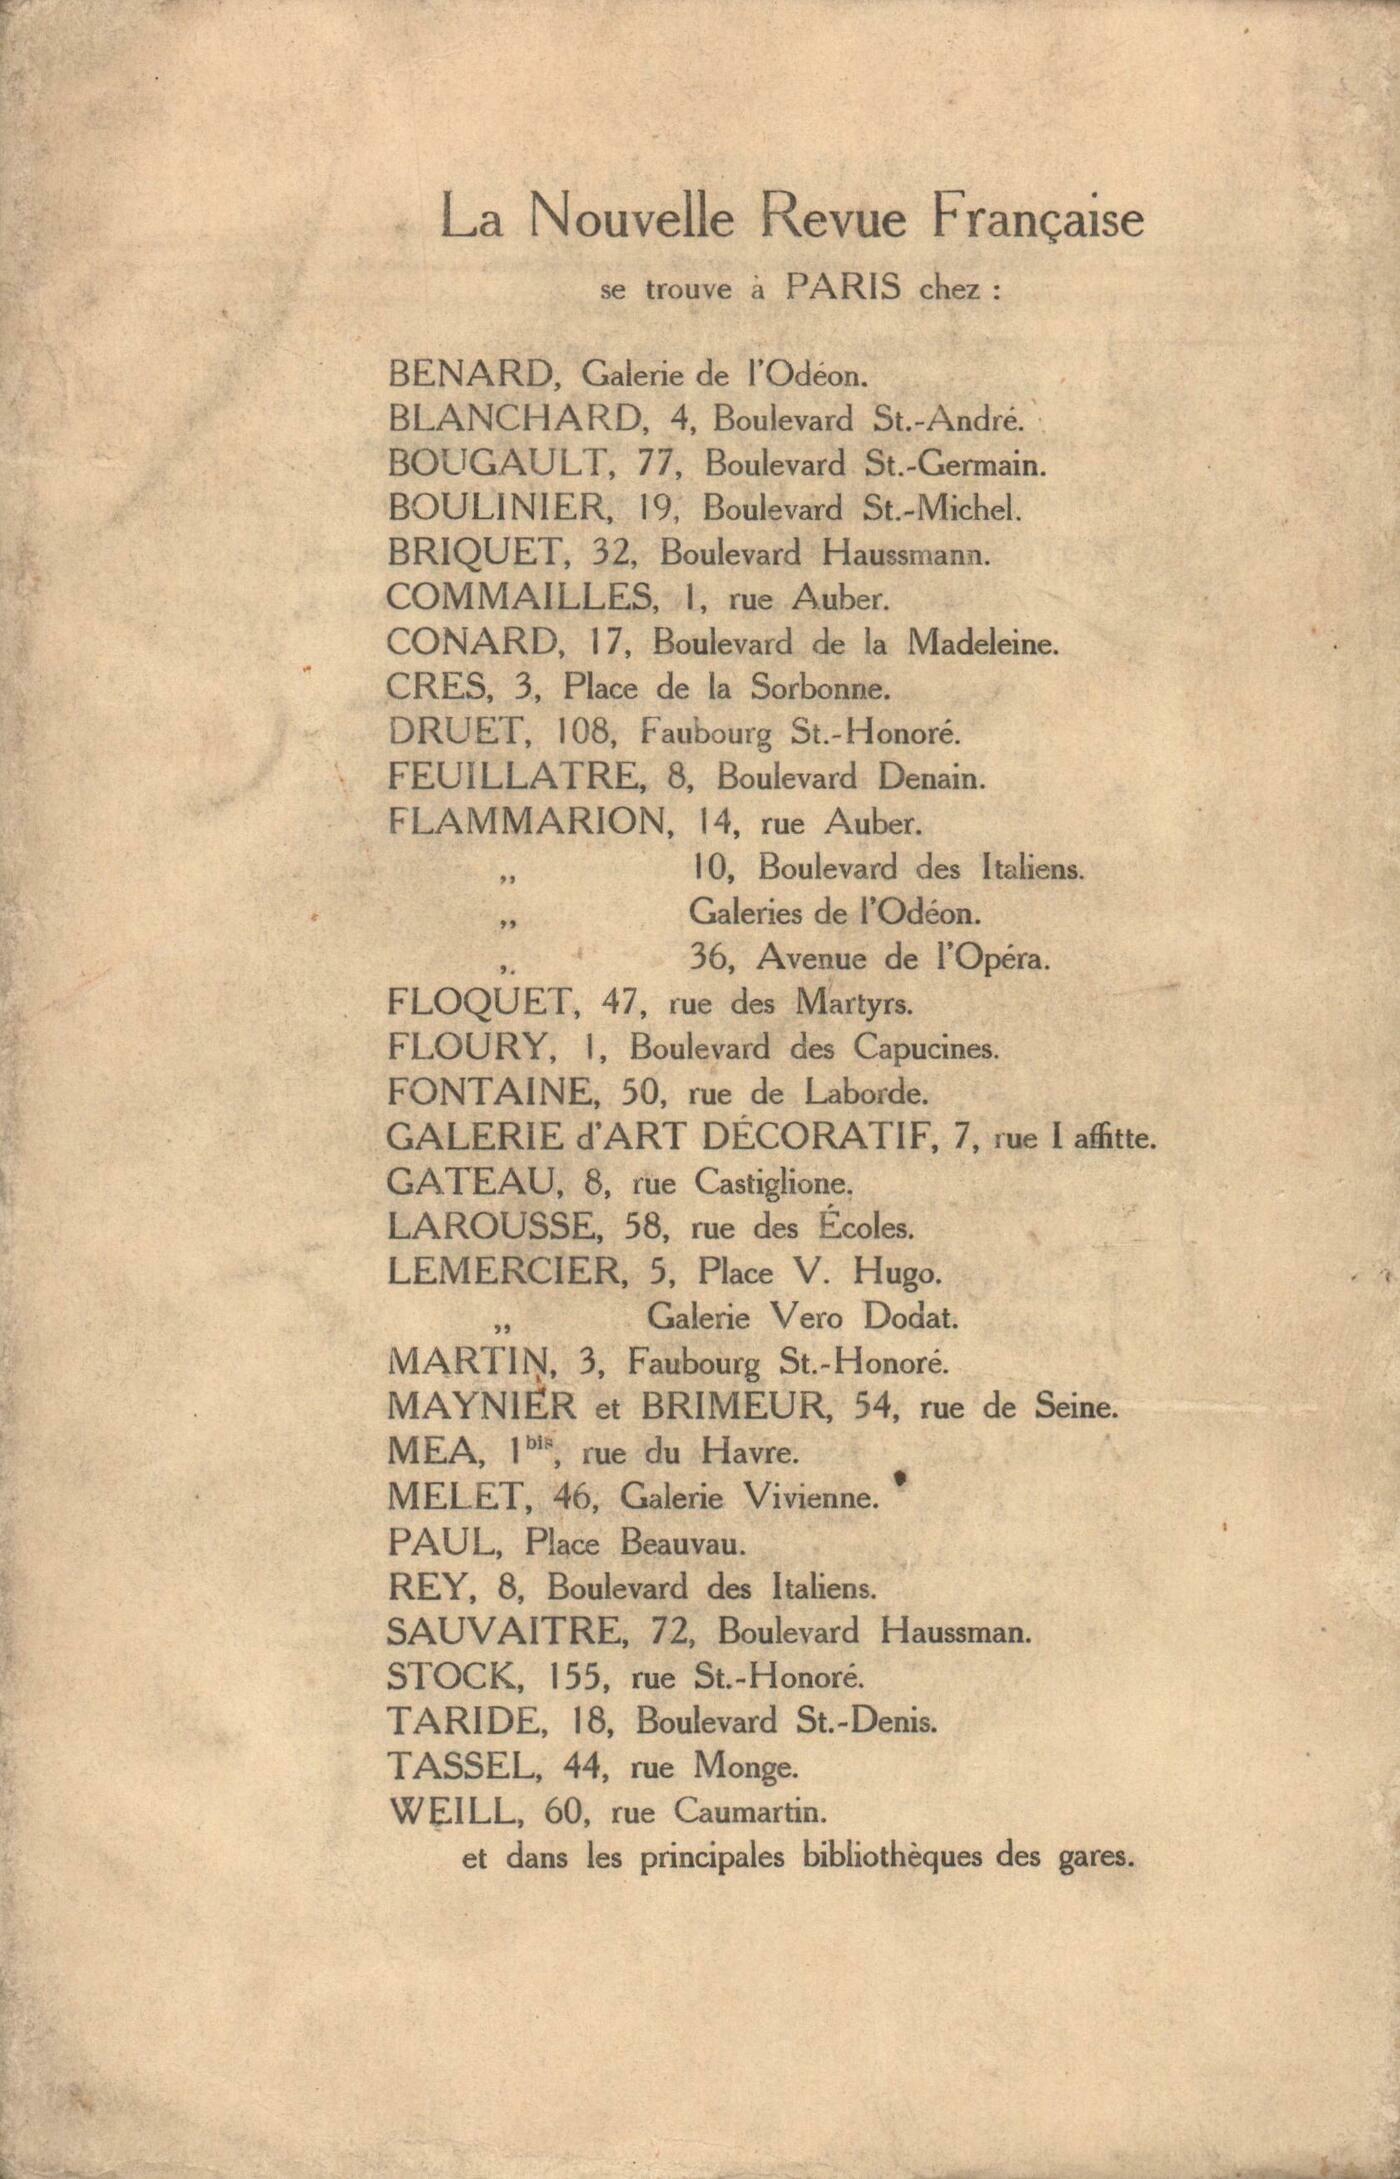 La Nouvelle Revue Française
se trouve à PARIS chez :
BENARD, Galerie de l'Odéon.
BLANCHARD, 4, Boulevard St.-André.
BOUGAULT, 77, Boulevard St.-Germain.
BOULINIER, 19, Boulevard St.-Michel.
BRIQUET, 32, Boulevard Haussmann.
COMMAILLES, 1, rue Auber.
CONARD, 17, Boulevard de la Madeleine.
CRES, 3, Place de la Sorbonne.
DRUET, 108, Faubourg St.-Honoré.
FEUILLATRE, 8, Boulevard Denain.
FLAMMARION, 14, rue Auber.
„ 10, Boulevard des Italiens.
„ Galeries de l'Odéon.
„ 36, Avenue de l'Opéra.
FLOQUET, 47, rue des Martyrs.
FLOURY, 1, Boulevard des Capucines.
FONTAINE, 50, rue de Laborde.
GALERIE d'ART DÉCORATIF, 7, rue Laffitte.
GATEAU, 8, rue Castiglione.
LAROUSSE, 58, rue des Écoles.
LEMERCIER, 5, Place V. Hugo.
„ Galerie Vero Dodat.
MARTIN, 3, Faubourg St.-Honoré.
MAYNIER et BRIMEUR, 54, rue de Seine.
MEA, 1bis, rue du Havre.
MELET, 46, Galerie Vivienne.
PAUL, Place Beauvau.
REY, 8, Boulevard des Italiens.
SAUVAITRE, 72, Boulevard Haussman.
STOCK, 155, rue St.-Honoré.
TARIDE, 18, Boulevard St.-Denis.
TASSEL, 44, rue Monge.
WEILL, 60, rue Caumartin.
et dans les principales bibliothèques des gares.